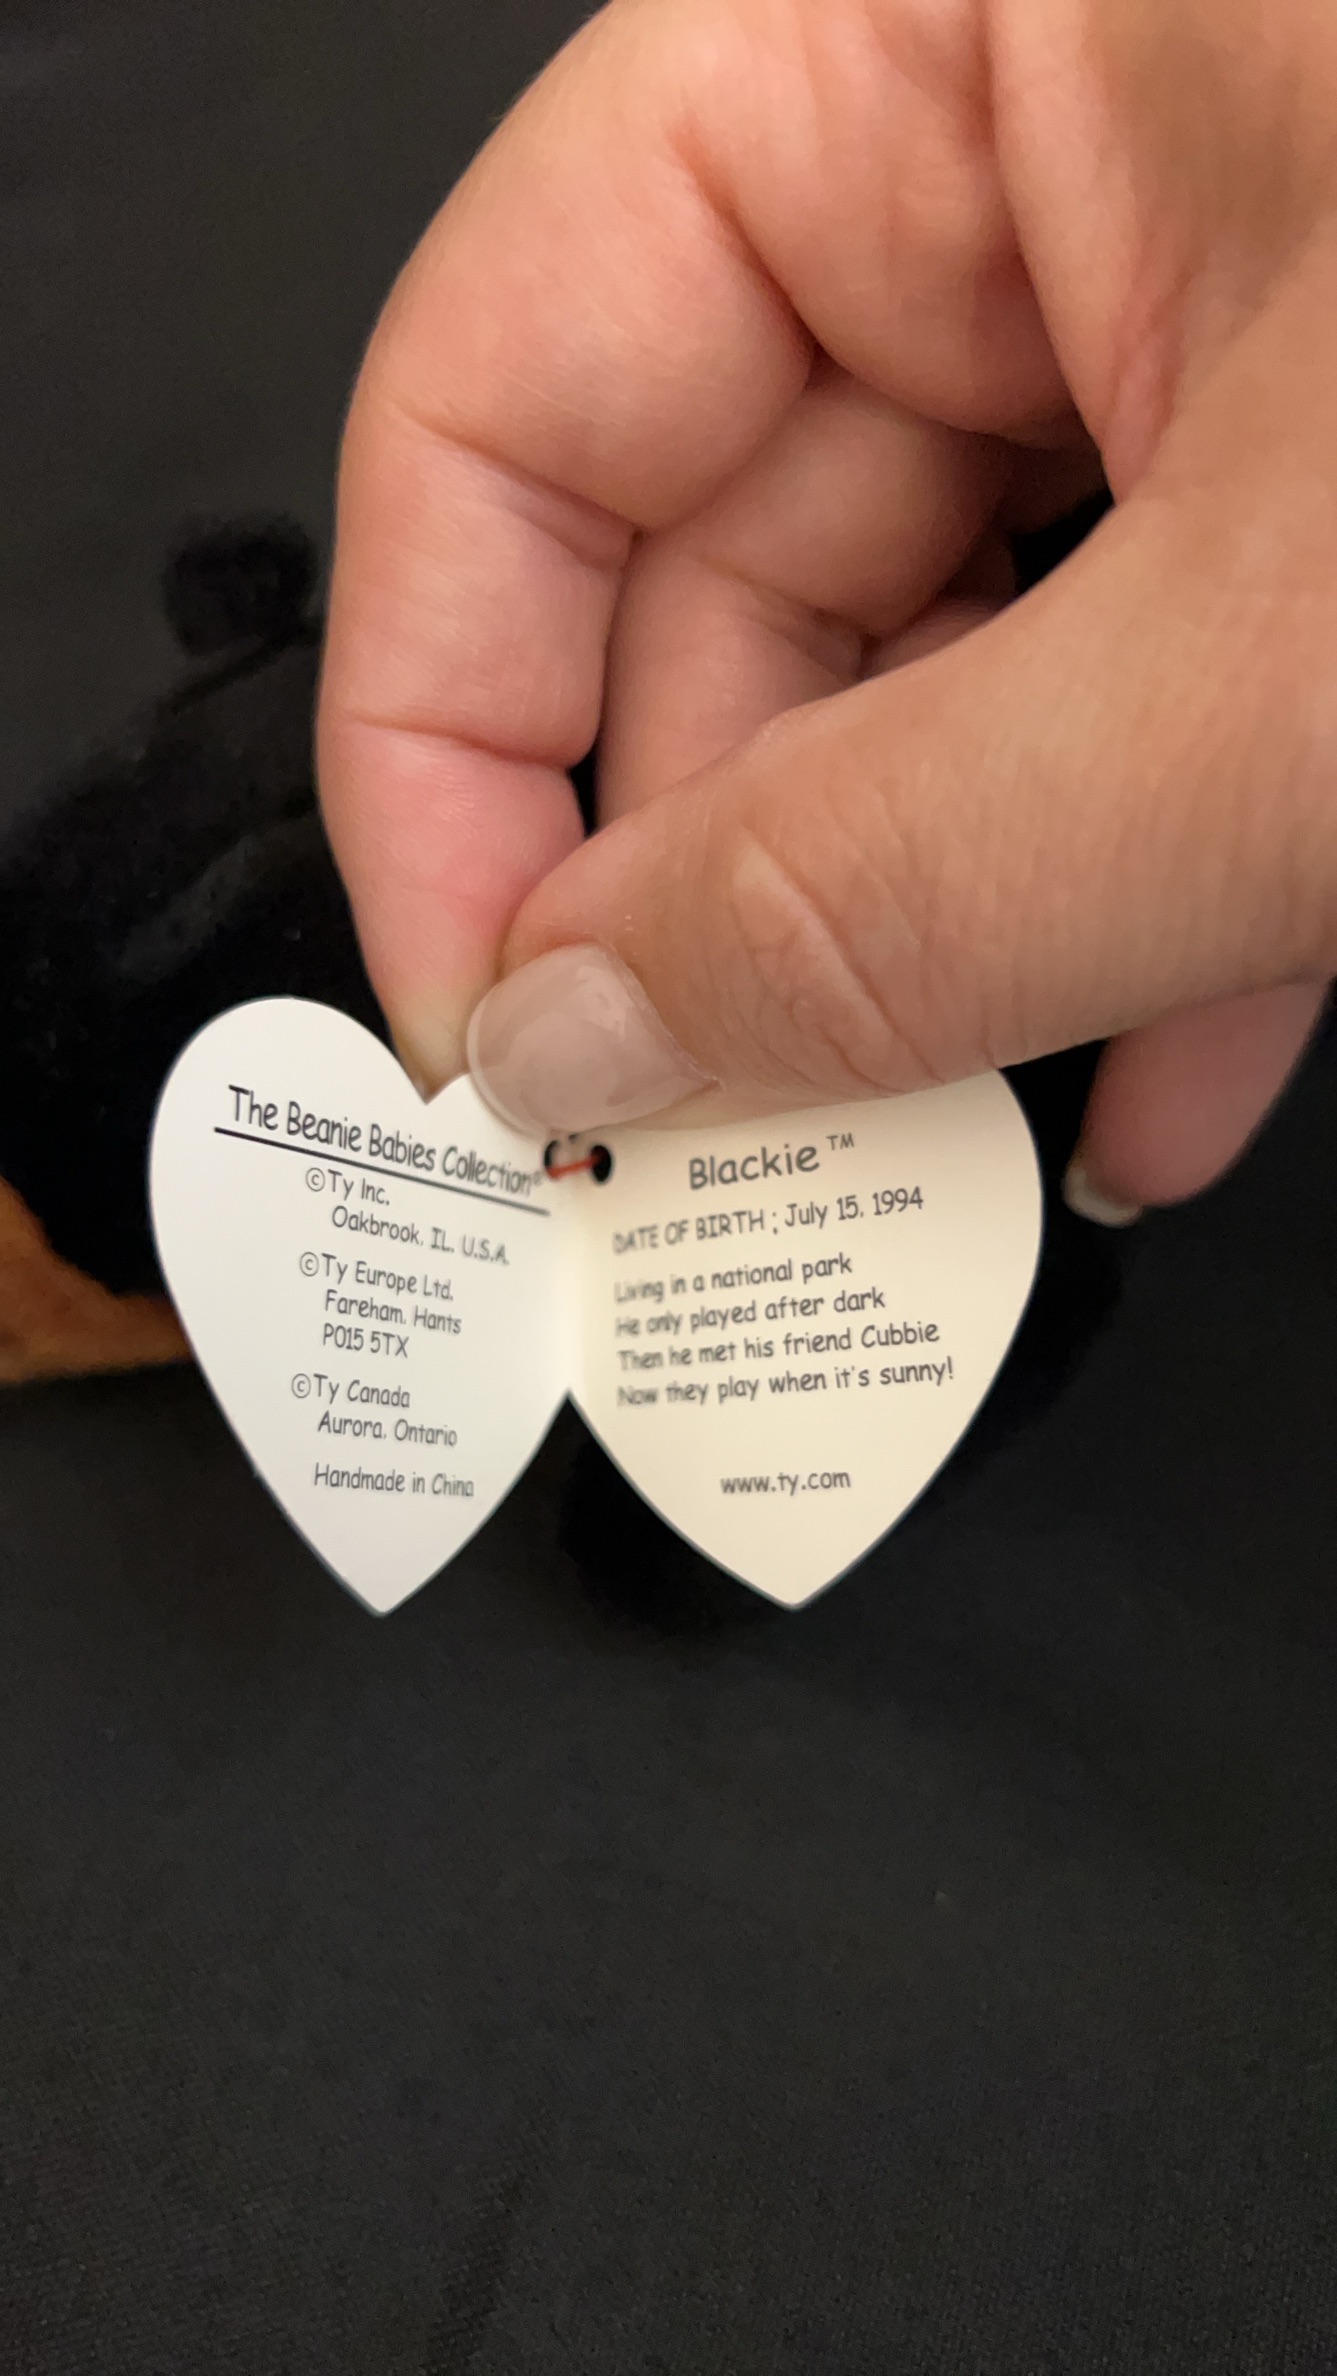 The Beanie Babies Collection®
©Ty Inc.
Oakbrook, IL. U.S.A.
©Ty Europe Ltd.
Fareham, Hants
PO15 5TX
©Ty Canada
Aurora, Ontario
Handmade in China
Blackie™
DATE OF BIRTH ; July 15, 1994
Living in a national park
He only played after dark
Then he met his friend Cubbie
Now they play when it's sunny!
www.ty.com